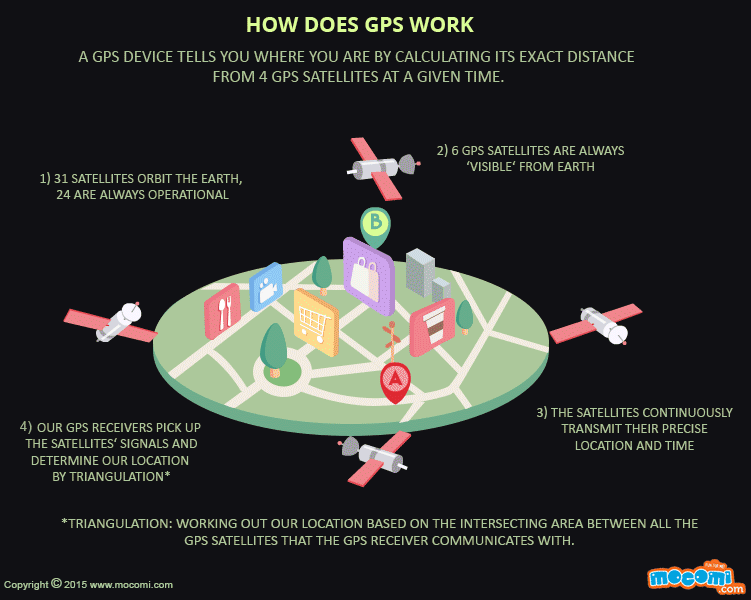 HOW DOES GPS WORK
A GPS DEVICE TELLS YOU WHERE YOU ARE BY CALCULATING ITS EXACT DISTANCE
FROM 4 GPS SATELLITES AT A GIVEN TIME.
1) 31 SATELLITES ORBIT THE EARTH,
24 ARE ALWAYS OPERATIONAL
2) 6 GPS SATELLITES ARE ALWAYS
‘VISIBLE’ FROM EARTH
B
A
3) THE SATELLITES CONTINUOUSLY
TRANSMIT THEIR PRECISE
LOCATION AND TIME
4) OUR GPS RECEIVERS PICK UP
THE SATELLITES’ SIGNALS AND
DETERMINE OUR LOCATION
BY TRIANGULATION*
*TRIANGULATION: WORKING OUT OUR LOCATION BASED ON THE INTERSECTING AREA BETWEEN ALL THE
GPS SATELLITES THAT THE GPS RECEIVER COMMUNICATES WITH.
Copyright © 2015 www.mocomi.com
mocomi
.com